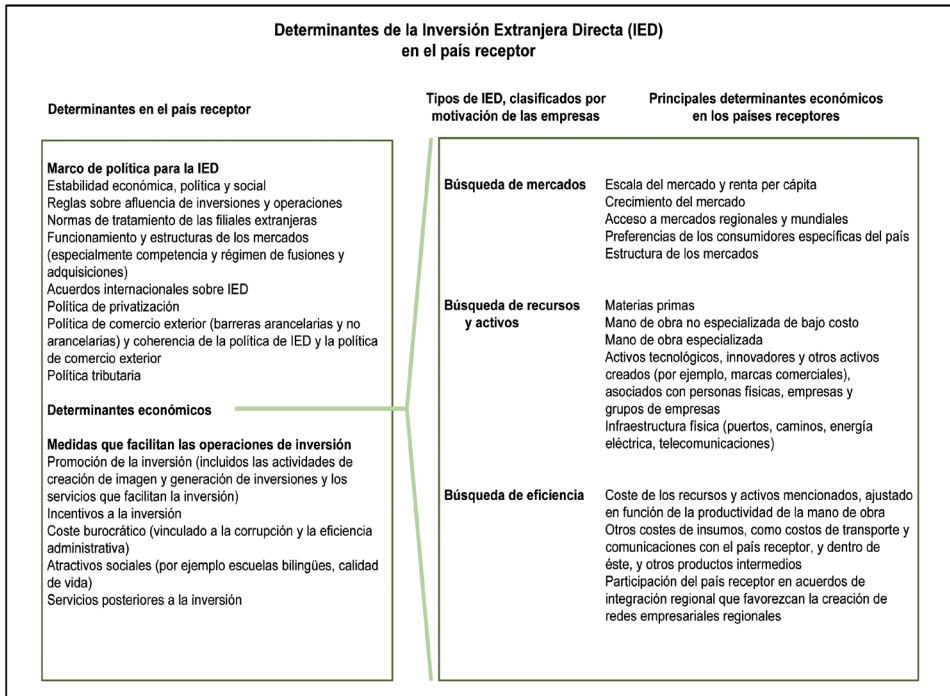 Determinantes de la Inversión Extranjera Directa (IED)
en el país receptor
Determinantes en el país receptor
Marco de política para la IED
Estabilidad económica, política y social
Reglas sobre afluencia de inversiones y operaciones
Normas de tratamiento de las filiales extranjeras
Funcionamiento y estructuras de los mercados
(especialmente competencia y régimen de fusiones y
adquisiciones)
Acuerdos internacionales sobre IED
Política de privatización
Política de comercio exterior (barreras arancelarias y no
arancelarias) y coherencia de la política de IED y la política
de comercio exterior
Política tributaria
Determinantes económicos
Medidas que facilitan las operaciones de inversión
Promoción de la inversión (incluidos las actividades de
creación de imagen y generación de inversiones y los
servicios que facilitan la inversión)
Incentivos a la inversión
Coste burocrático (vinculado a la corrupción y la eficiencia
administrativa)
Atractivos sociales (por ejemplo escuelas bilingües, calidad
de vida)
Servicios posteriores a la inversión
Tipos de IED, clasificados por
motivación de las empresas
Principales determinantes económicos
en los países receptores
Búsqueda de mercados
Escala del mercado y renta per cápita
Crecimiento del mercado
Acceso a mercados regionales y mundiales
Preferencias de los consumidores específicas del país
Estructura de los mercados
Búsqueda de recursos
y activos
Materias primas
Mano de obra no especializada de bajo costo
Mano de obra especializada
Activos tecnológicos, innovadores y otros activos
creados (por ejemplo, marcas comerciales),
asociados con personas físicas, empresas y
grupos de empresas
Infraestructura física (puertos, caminos, energía
eléctrica, telecomunicaciones)
Búsqueda de eficiencia
Coste de los recursos y activos mencionados, ajustado
en función de la productividad de la mano de obra
Otros costes de insumos, como costos de transporte y
comunicaciones con el país receptor, y dentro de
éste, y otros productos intermedios
Participación del país receptor en acuerdos de
integración regional que favorezcan la creación de
redes empresariales regionales